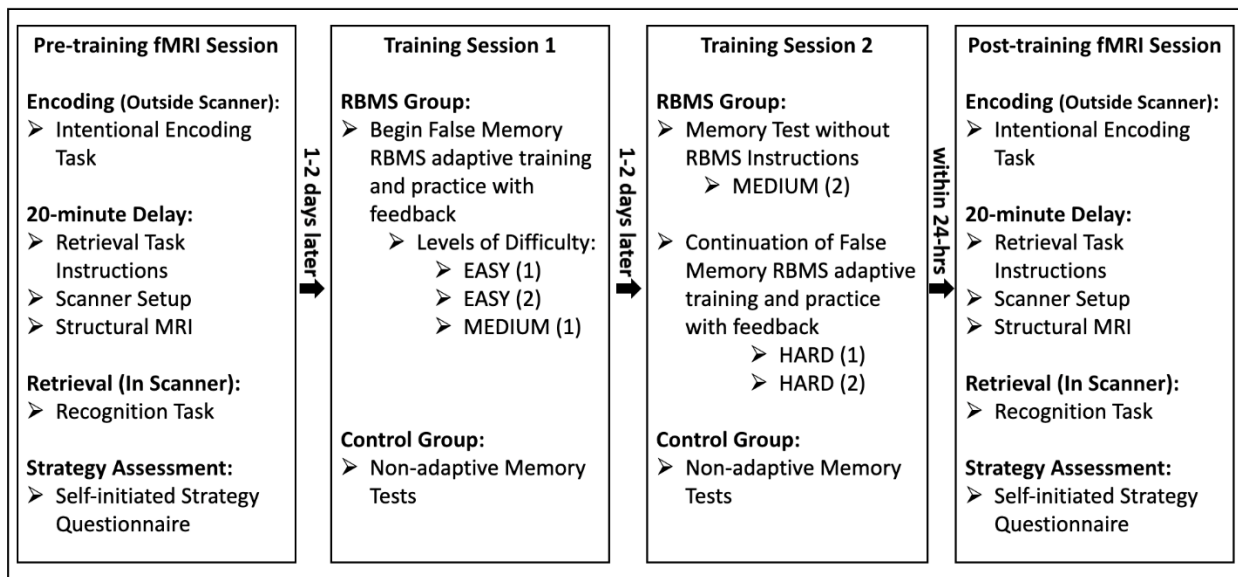 Pre-training fMRI Session
Encoding (Outside Scanner):
➢ Intentional Encoding
Task
20-minute Delay:
➢ Retrieval Task
Instructions
➢ Scanner Setup
➢ Structural MRI
Retrieval (In Scanner):
➢ Recognition Task
Strategy Assessment:
➢ Self-initiated Strategy
Questionnaire
1-2 days later
Training Session 1
RBMS Group:
➢ Begin False Memory
RBMS adaptive training
and practice with
feedback
➢ Levels of Difficulty:
➢ EASY (1)
➢ EASY (2)
➢ MEDIUM (1)
Control Group:
➢ Non-adaptive Memory
Tests
1-2 days later
Training Session 2
RBMS Group:
➢ Memory Test without
RBMS Instructions
➢ MEDIUM (2)
➢ Continuation of False
Memory RBMS adaptive
training and practice
with feedback
➢ HARD (1)
➢ HARD (2)
Control Group:
➢ Non-adaptive Memory
Tests
within 24-hrs
Post-training fMRI Session
Encoding (Outside Scanner):
➢ Intentional Encoding
Task
20-minute Delay:
➢ Retrieval Task
Instructions
➢ Scanner Setup
➢ Structural MRI
Retrieval (In Scanner):
➢ Recognition Task
Strategy Assessment:
➢ Self-initiated Strategy
Questionnaire